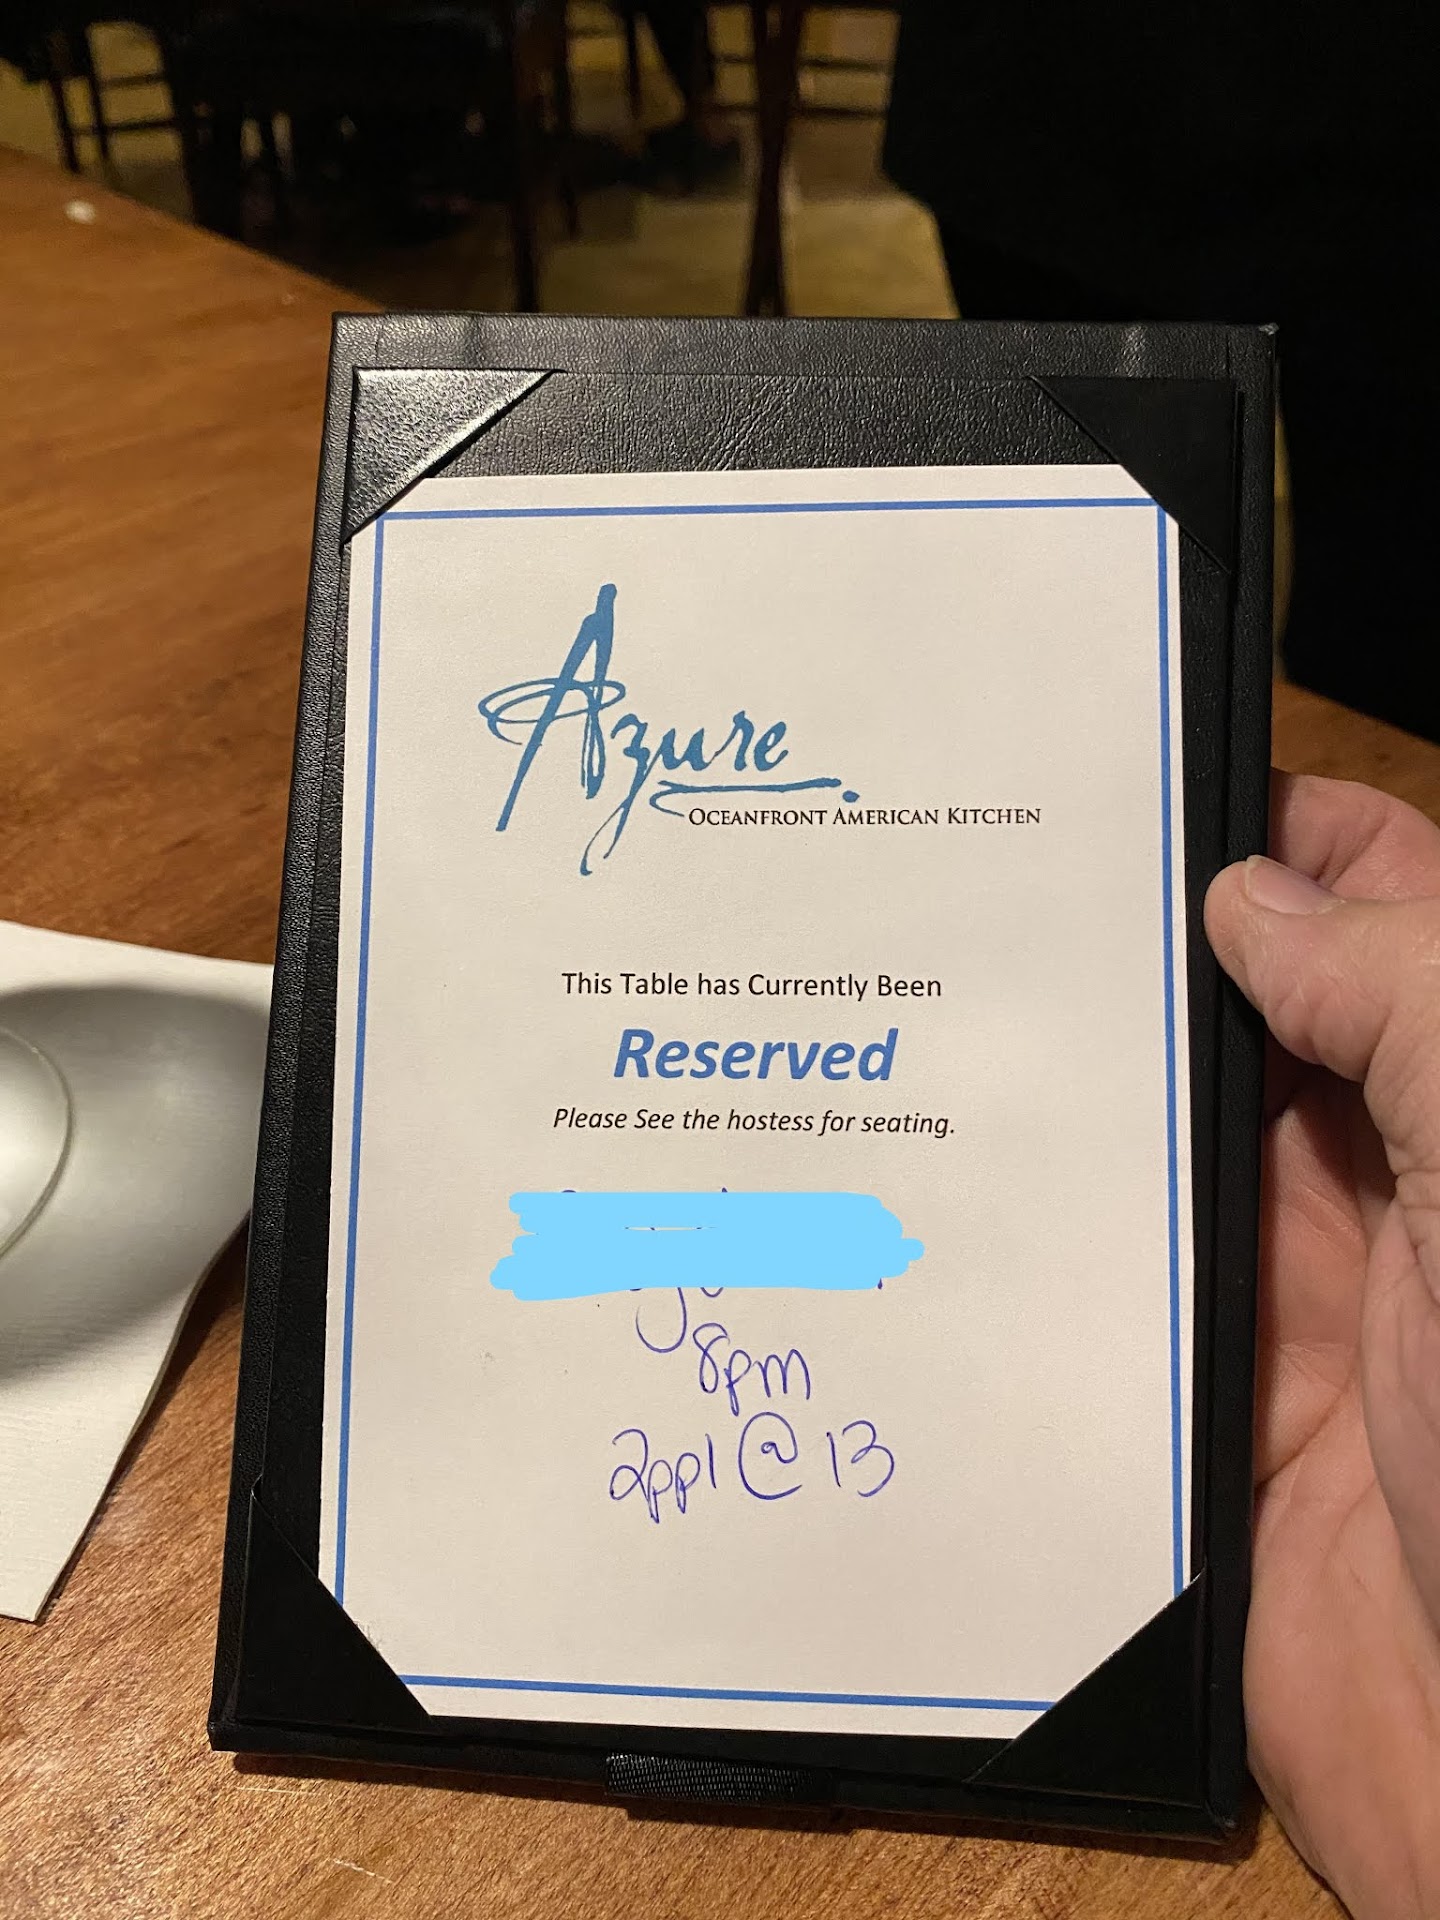 Azure
OCEANFRONT AMERICAN KITCHEN
This Table has Currently Been
Reserved
Please See the hostess for seating.
8pm
2ppl @ 13